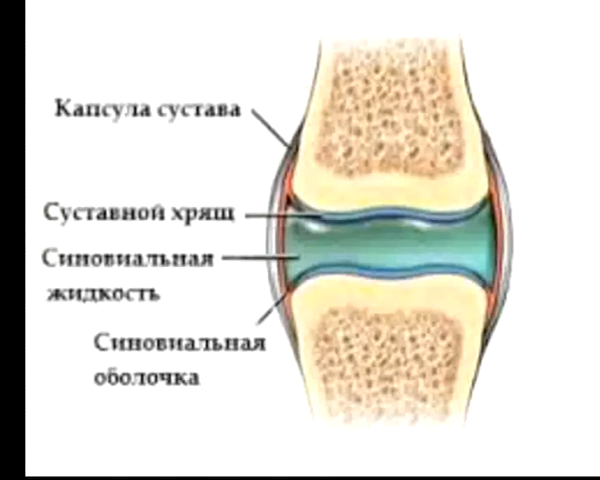 Капсула сустава
Суставной хрящ
Синовиальная
жидкость
Синовиальная
оболочка